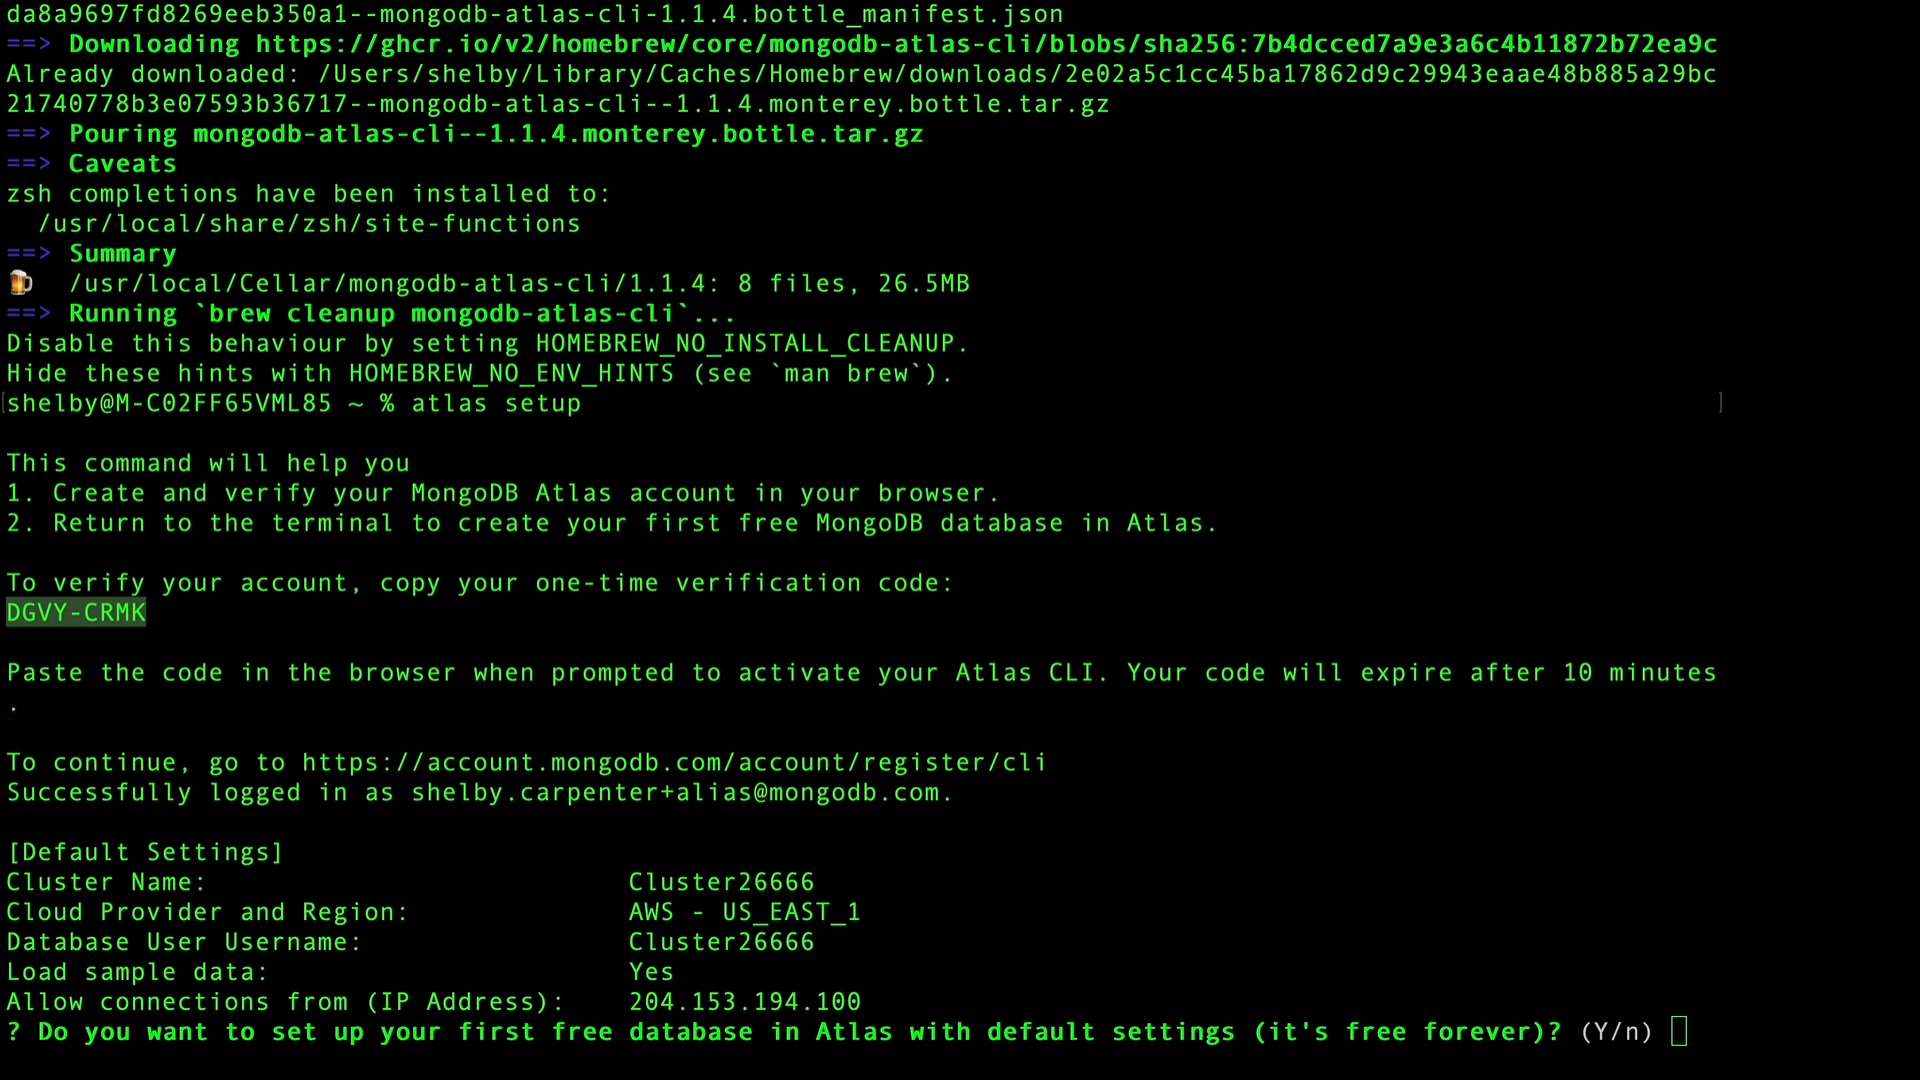 da8a9697fd8269eeb350a1--mongodb-atlas-cli-1.1.4.bottle_manifest.json
==> Downloading https://ghcr.io/v2/homebrew/core/mongodb-atlas-cli/blobs/sha256:7b4dcced7a9e3a6c4b11872b72ea9c
Already downloaded: /Users/shelby/Library/Caches/Homebrew/downloads/2e02a5c1cc45ba17862d9c29943eaae48b885a29bc
21740778b3e07593b36717--mongodb-atlas-cli--1.1.4.monterey.bottle.tar.gz
==> Pouring mongodb-atlas-cli--1.1.4.monterey.bottle.tar.gz
==> Caveats
zsh completions have been installed to:
/usr/local/share/zsh/site-functions
==> Summary
🍺 /usr/local/Cellar/mongodb-atlas-cli/1.1.4: 8 files, 26.5MB
==> Running `brew cleanup mongodb-atlas-cli`...
Disable this behaviour by setting HOMEBREW_NO_INSTALL_CLEANUP.
Hide these hints with HOMEBREW_NO_ENV_HINTS (see `man brew`).
[shelby@M-C02FF65VML85 ~ % atlas setup ]
This command will help you
1. Create and verify your MongoDB Atlas account in your browser.
2. Return to the terminal to create your first free MongoDB database in Atlas.
To verify your account, copy your one-time verification code:
DGVY-CRMK
Paste the code in the browser when prompted to activate your Atlas CLI. Your code will expire after 10 minutes
.
To continue, go to https://account.mongodb.com/account/register/cli
Successfully logged in as shelby.carpenter+alias@mongodb.com.
[Default Settings]
Cluster Name: Cluster26666
Cloud Provider and Region: AWS - US_EAST_1
Database User Username: Cluster26666
Load sample data: Yes
Allow connections from (IP Address): 204.153.194.100
? Do you want to set up your first free database in Atlas with default settings (it's free forever)? (Y/n)